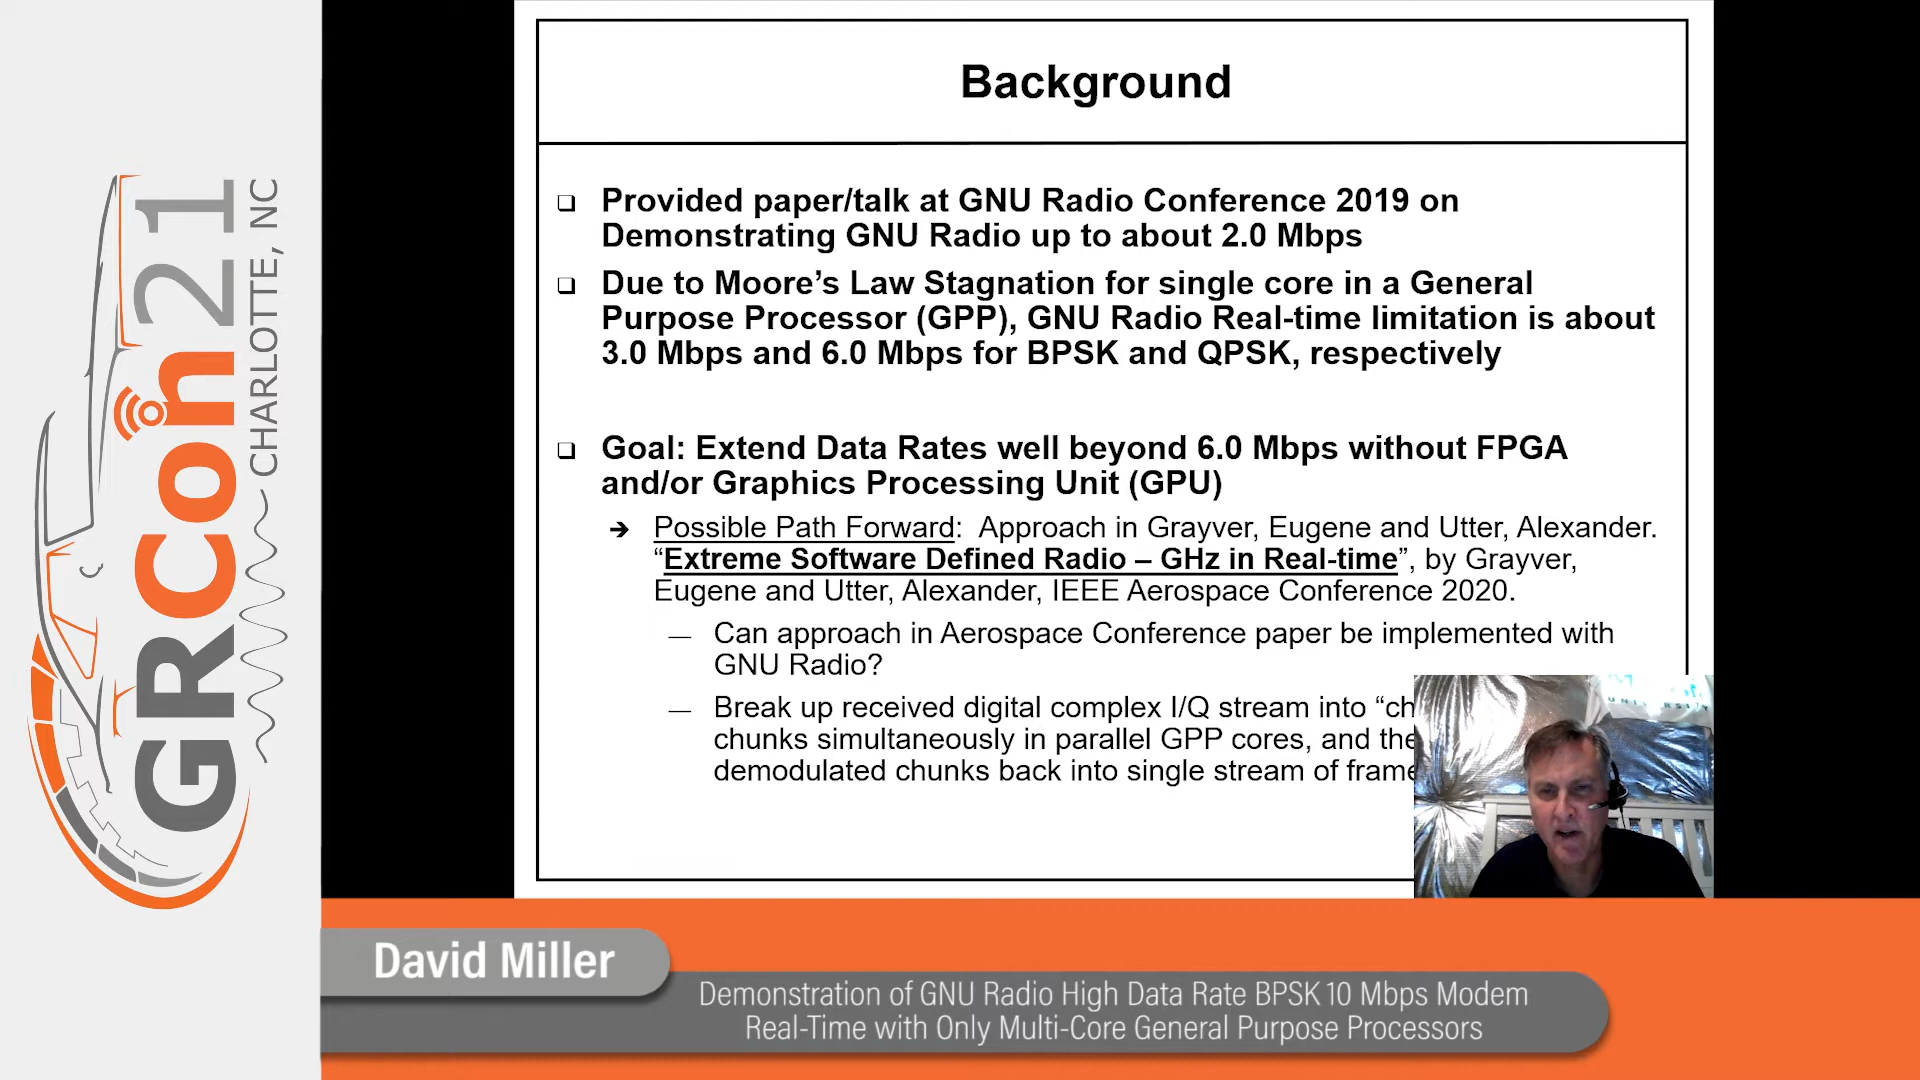 GRCon21
CHARLOTTE, NC
Background
❑ Provided paper/talk at GNU Radio Conference 2019 on
Demonstrating GNU Radio up to about 2.0 Mbps
❑ Due to Moore’s Law Stagnation for single core in a General
Purpose Processor (GPP), GNU Radio Real-time limitation is about
3.0 Mbps and 6.0 Mbps for BPSK and QPSK, respectively
❑ Goal: Extend Data Rates well beyond 6.0 Mbps without FPGA
and/or Graphics Processing Unit (GPU)
➔ Possible Path Forward: Approach in Grayver, Eugene and Utter, Alexander.
“Extreme Software Defined Radio – GHz in Real-time”, by Grayver,
Eugene and Utter, Alexander, IEEE Aerospace Conference 2020.
— Can approach in Aerospace Conference paper be implemented with
GNU Radio?
— Break up received digital complex I/Q stream into “ch
chunks simultaneously in parallel GPP cores, and the
demodulated chunks back into single stream of frame
David Miller
Demonstration of GNU Radio High Data Rate BPSK 10 Mbps Modem
Real-Time with Only Multi-Core General Purpose Processors